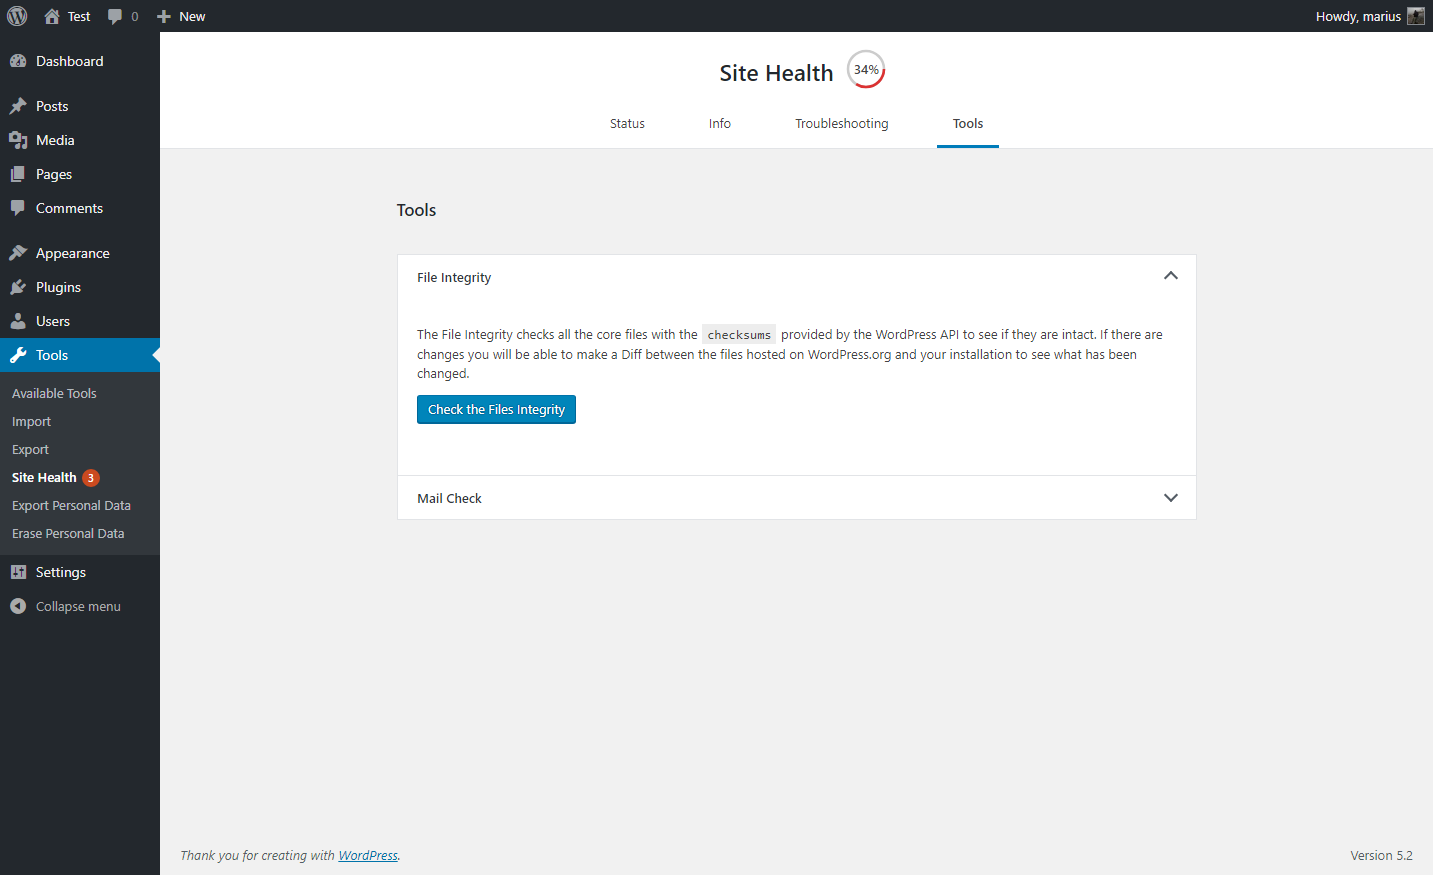 Test
0
New
Howdy, marius
Dashboard
Posts
Media
Pages
Comments
Appearance
Plugins
Users
Tools
Available Tools
Import
Export
Site Health 3
Export Personal Data
Erase Personal Data
Settings
Collapse menu
Site Health
34%
Status
Info
Troubleshooting
Tools
Tools
File Integrity
The File Integrity checks all the core files with the checksums provided by the WordPress API to see if they are intact. If there are
changes you will be able to make a Diff between the files hosted on WordPress.org and your installation to see what has been
changed.
Check the Files Integrity
Mail Check
Thank you for creating with WordPress.
Version 5.2